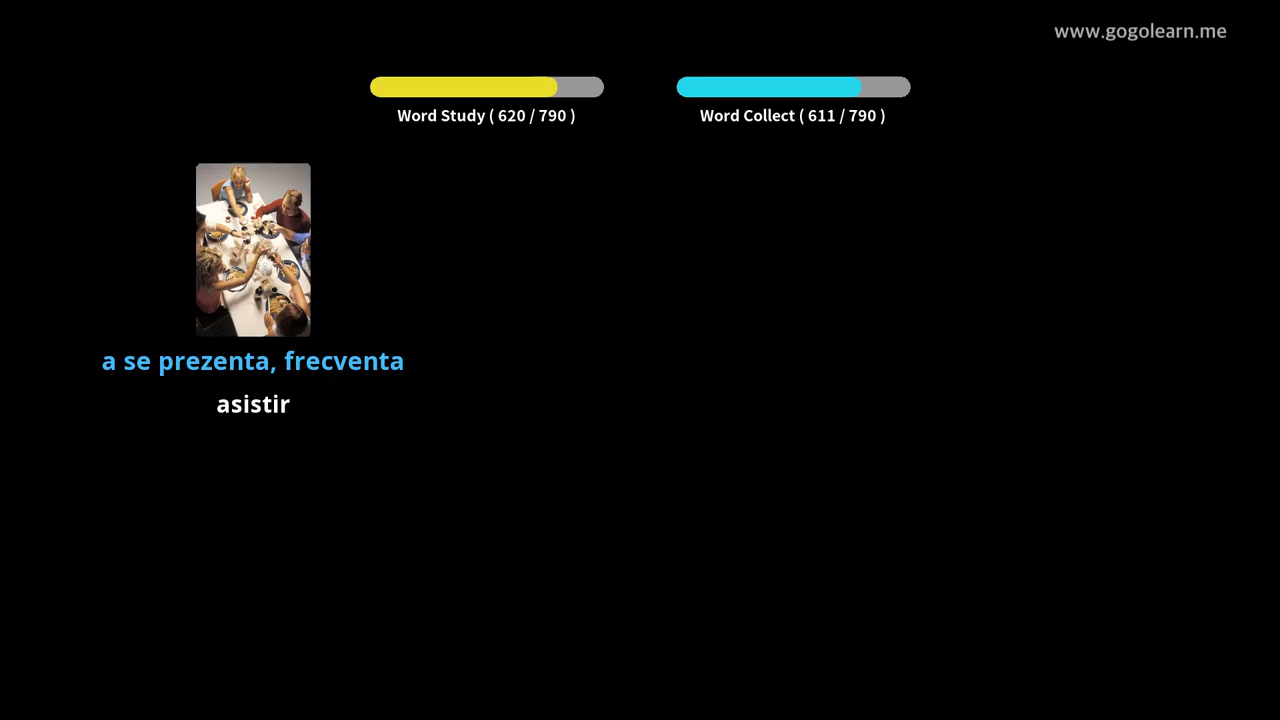 www.gogolearn.me
Word Study ( 620 / 790 )
Word Collect ( 611 / 790 )
a se prezenta, frecventa
asistir